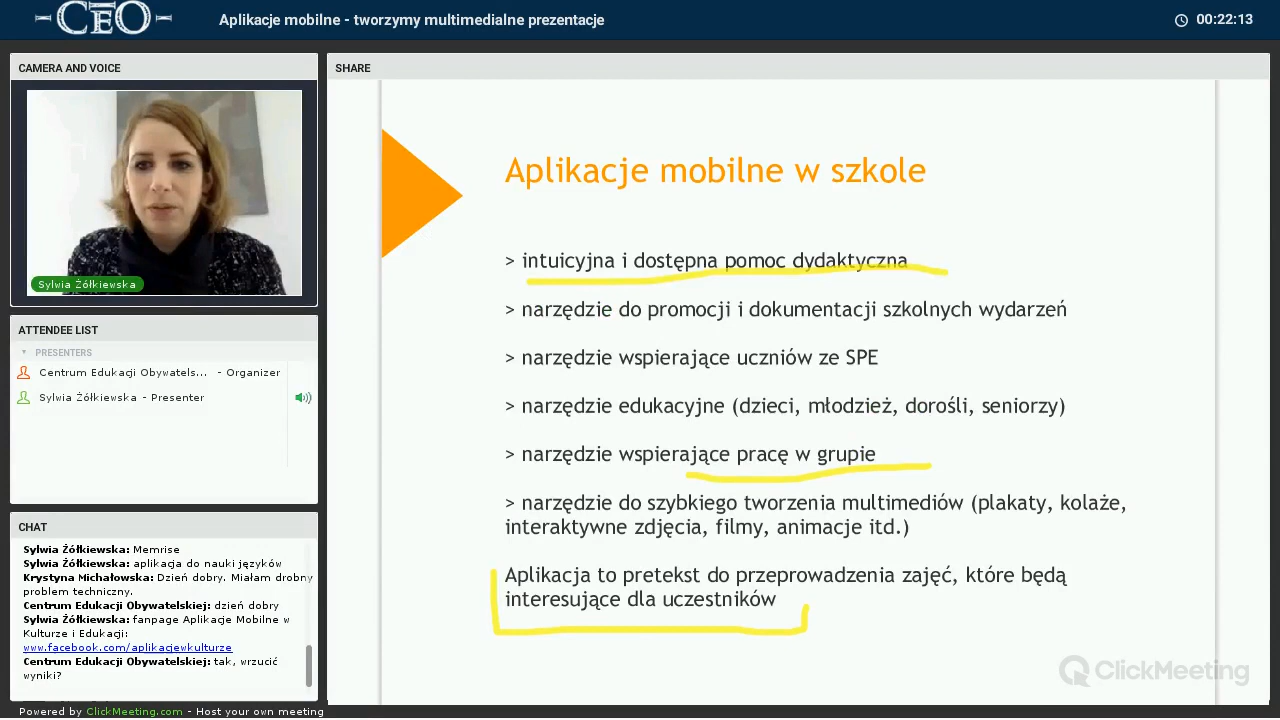 CEO
Aplikacje mobilne - tworzymy multimedialne prezentacje
00:22:13
CAMERA AND VOICE
Sylwia Żółkiewska
ATTENDEE LIST
PRESENTERS
Centrum Edukacji Obywatels... - Organizer
Sylwia Żółkiewska - Presenter
CHAT
Sylwia Żółkiewska: Memrise
Sylwia Żółkiewska: aplikacja do nauki języków
Krystyna Michałowska: Dzień dobry. Miałam drobny
problem techniczny.
Centrum Edukacji Obywatelskiej: dzień dobry
Sylwia Żółkiewska: fanpage Aplikacje Mobilne w
Kulturze i Edukacji:
www.facebook.com/aplikacjewkulturze
Centrum Edukacji Obywatelskiej: tak, wrzucić
wyniki?
Powered by ClickMeeting.com - Host your own meeting
SHARE
Aplikacje mobilne w szkole
> intuicyjna i dostępna pomoc dydaktyczna
> narzędzie do promocji i dokumentacji szkolnych wydarzeń
> narzędzie wspierające uczniów ze SPE
> narzędzie edukacyjne (dzieci, młodzież, dorośli, seniorzy)
> narzędzie wspierające pracę w grupie
> narzędzie do szybkiego tworzenia multimediów (plakaty, kolaże,
interaktywne zdjęcia, filmy, animacje itd.)
Aplikacja to pretekst do przeprowadzenia zajęć, które będą
interesujące dla uczestników
ClickMeeting